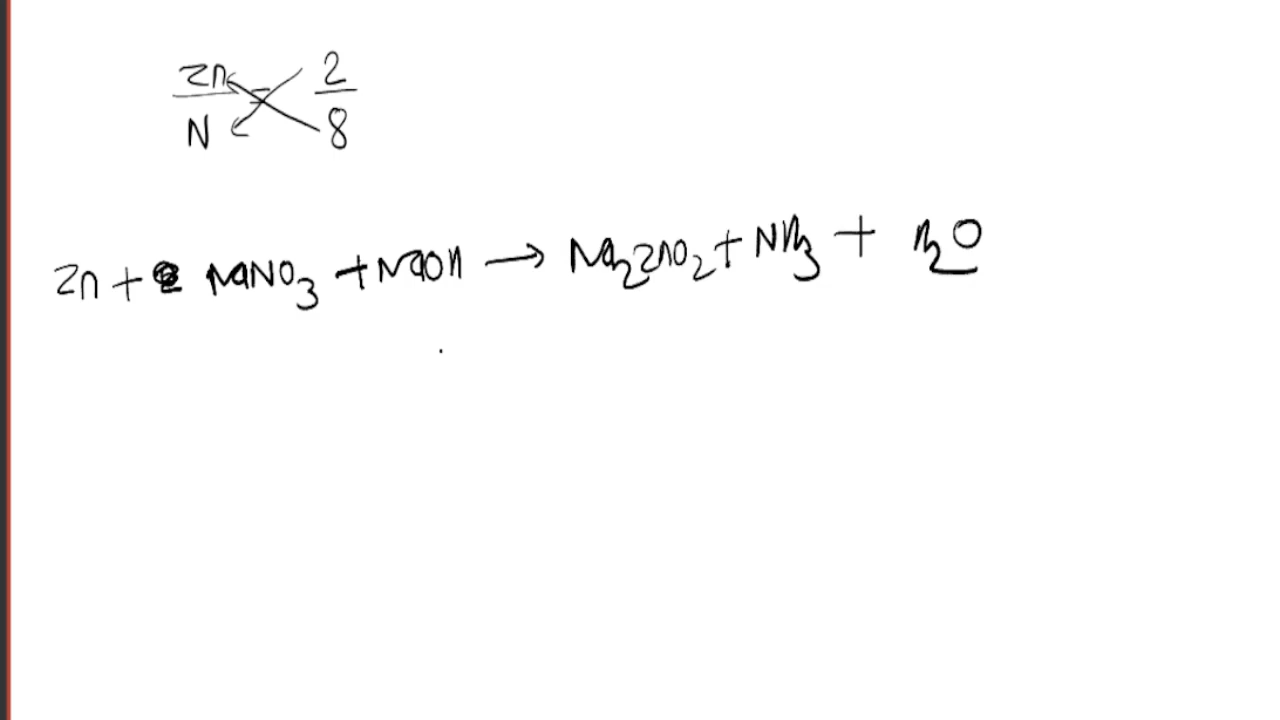 Zn = 2
N 8
Zn + NaNO3 + NaOH → Na2ZnO2 + NH3 + H2O